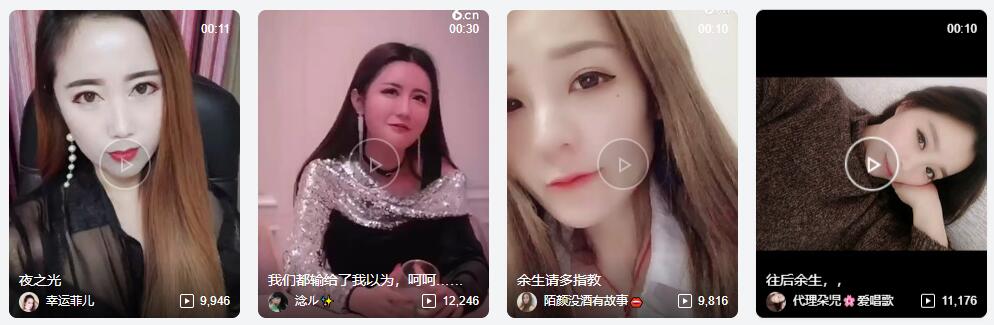 00:11
夜之光
幸运菲儿
9,946
6.cn
00:30
我们都输给了我以为，呵呵……
淰ル✨
12,246
00:10
余生请多指教
陌颜没酒有故事👄
9,816
00:10
往后余生，，
代理朶児🌸爱唱歌
11,176